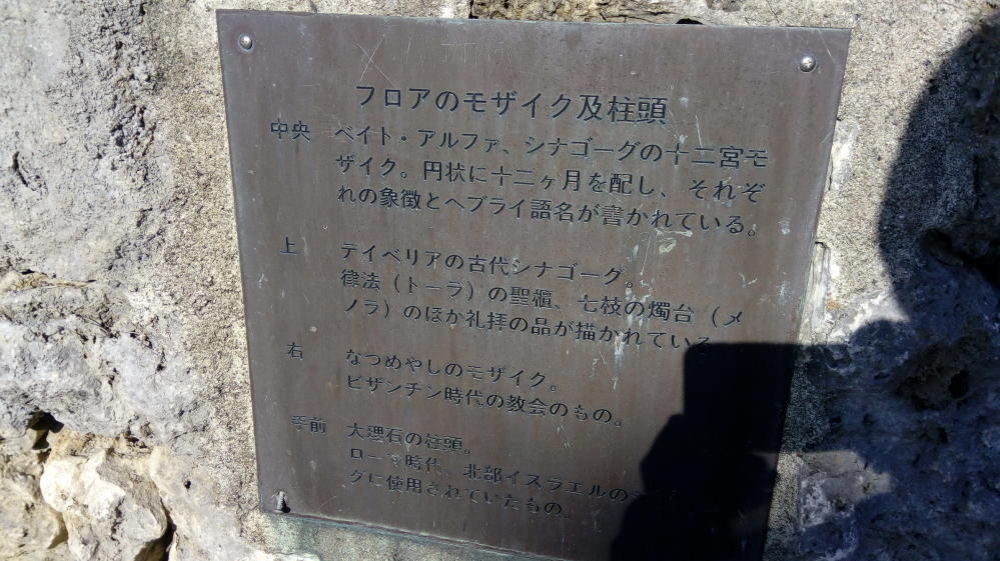 フロアのモザイク及柱頭
中央 ベイト・アルファ、シナゴーグの十二宮モ
ザイク。円状に十二ヶ月を配し、それぞ
れの象徴とヘブライ語名が書かれている。
上 テイベリアの古代シナゴーグ。
律法（トーラ）の聖櫃、七枝の燭台（メ
ノラ）のほか礼拝の品が描かれている
右 なつめやしのモザイク。
ビザンチン時代の教会のもの。
手前 大理石の柱頭。
ローマ時代、北部イスラエルのシ
グに使用されていたもの。